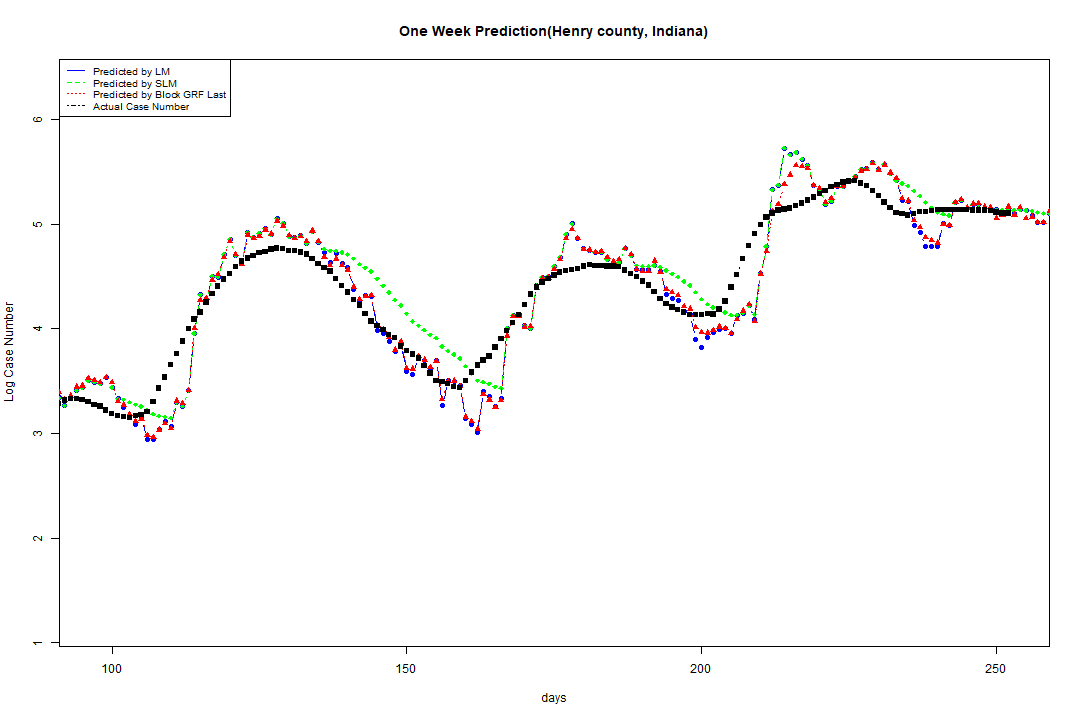 One Week Prediction(Henry county, Indiana)
Predicted by LM
Predicted by SLM
Predicted by Block GRF Last
Actual Case Number
Log Case Number
6
5
4
3
2
1
100 150 200 250
days